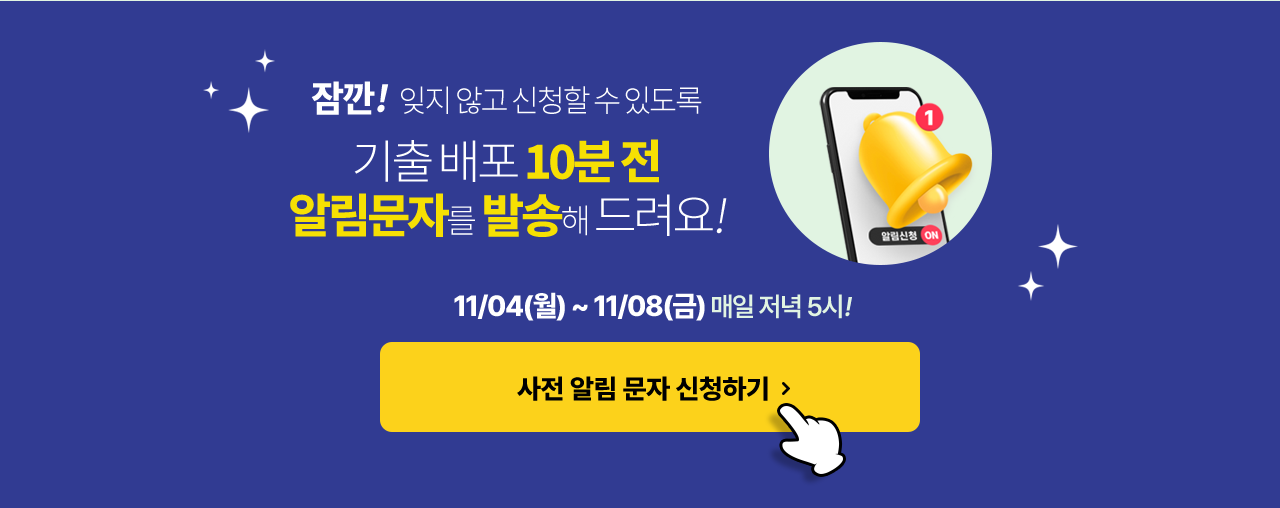 잠깐! 잊지 않고 신청할 수 있도록
기출 배포 10분 전
알림문자를 발송해 드려요!
1
알림신청 ON
11/04(월) ~ 11/08(금) 매일 저녁 5시!
사전 알림 문자 신청하기 >